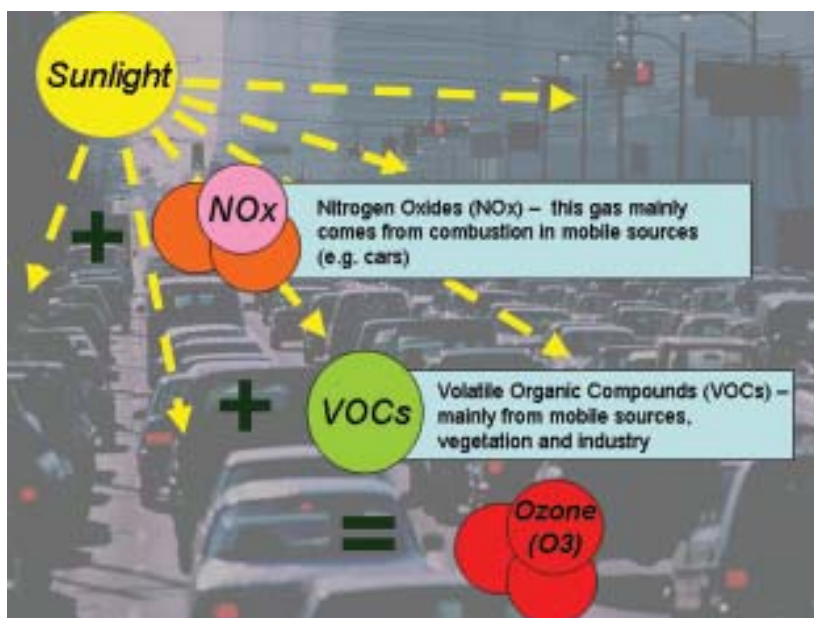 Sunlight
NOx
Nitrogen Oxides (NOx) – this gas mainly
comes from combustion in mobile sources
(e.g. cars)
VOCs
Volatile Organic Compounds (VOCs) –
mainly from mobile sources,
vegetation and industry
Ozone
(O3)